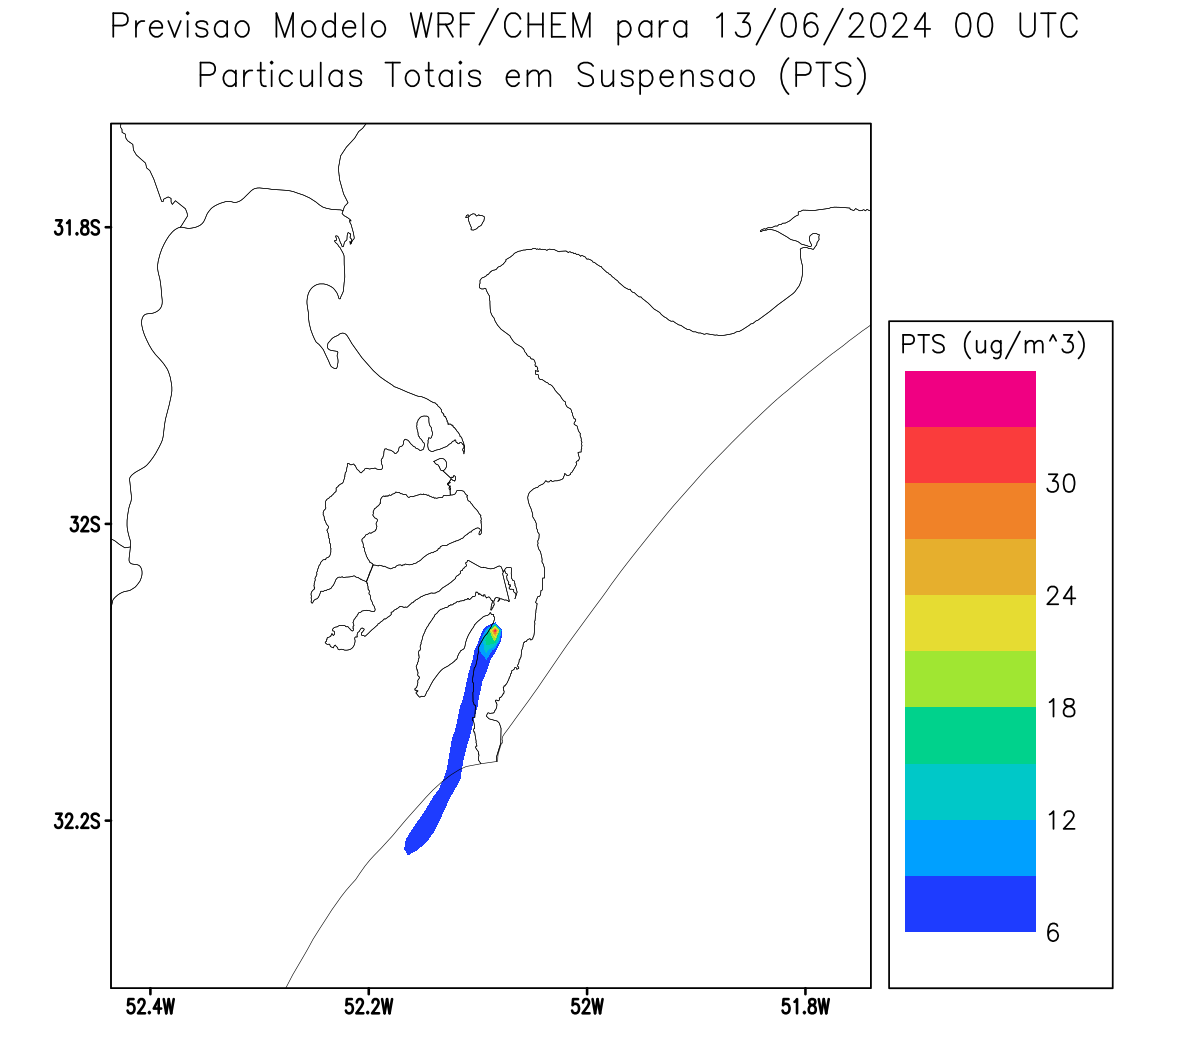 Previsao Modelo WRF/CHEM para 13/06/2024 00 UTC
Particulas Totais em Suspensao (PTS)
31.8S
32S
32.2S
52.4W
52.2W
52W
51.8W
PTS (ug/m^3)
30
24
18
12
6